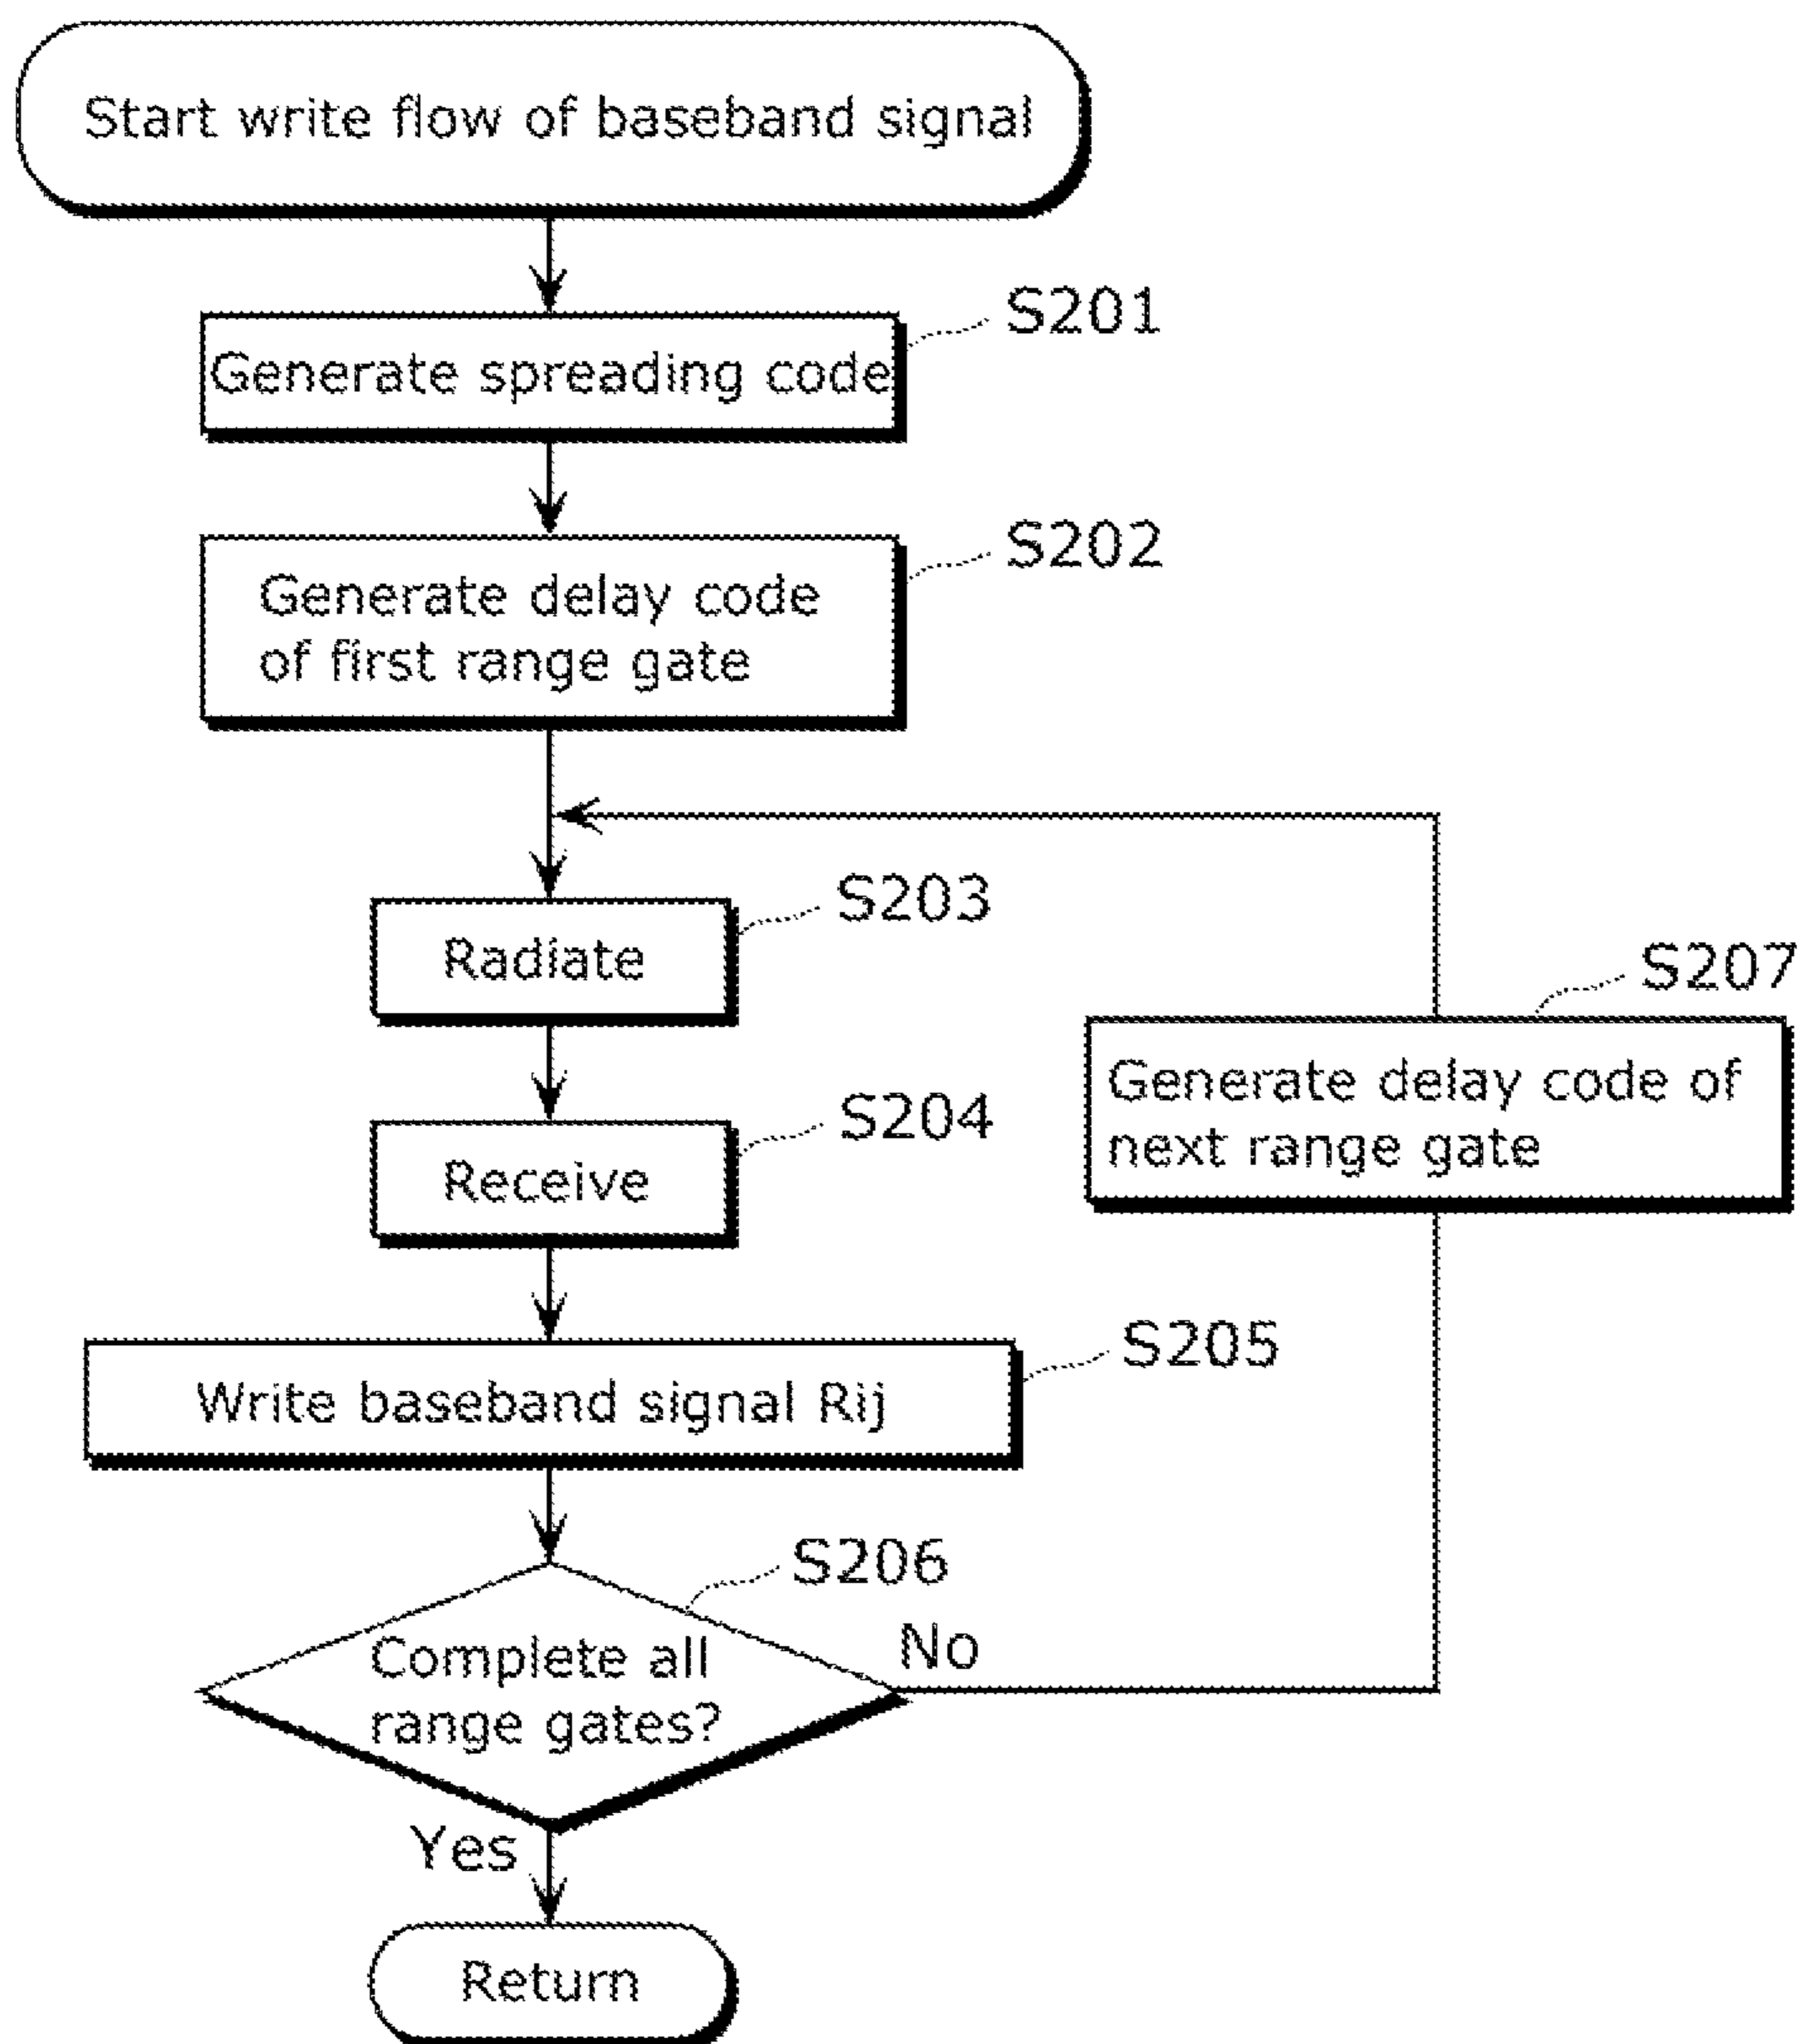 Start write flow of baseband signal
S201
Generate spreading code
S202
Generate delay code
of first range gate
S203
Radiate
S207
Generate delay code of
next range gate
S204
Receive
S205
Write baseband signal Rij
S206
Complete all
range gates?
No
Yes
Return